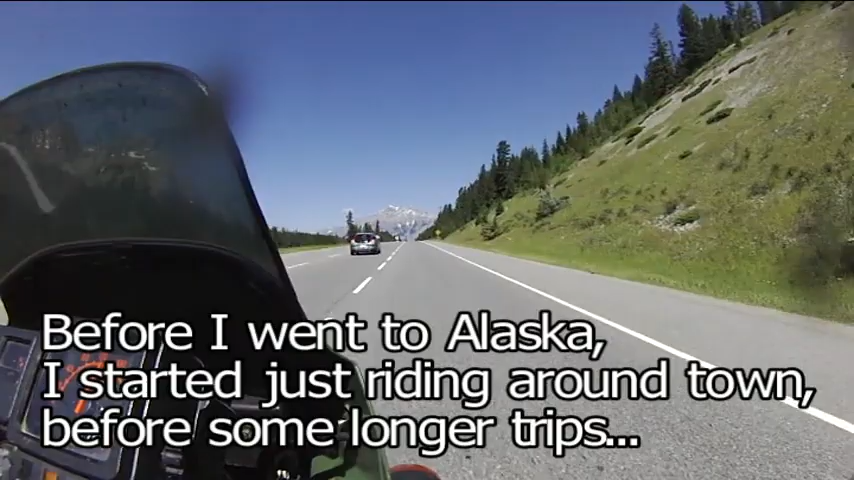 Before I went to Alaska,
I started just riding around town,
before some longer trips...